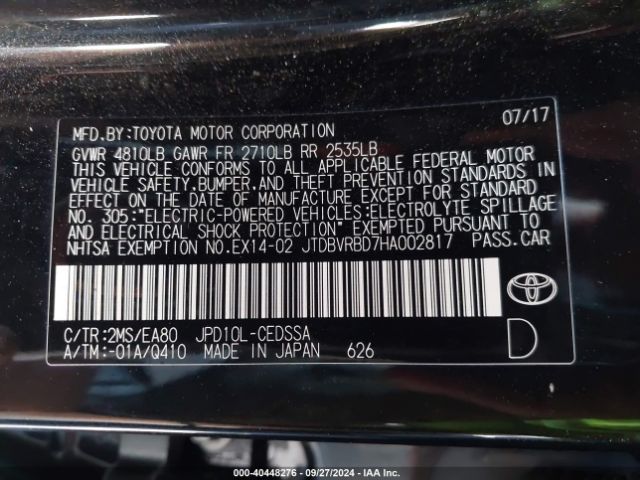 07/17
MFD.BY:TOYOTA MOTOR CORPORATION
GVWR 4810LB GAWR FR 2710LB RR 2535LB
THIS VEHICLE CONFORMS TO ALL APPLICABLE FEDERAL MOTOR
VEHICLE SAFETY,BUMPER,AND THEFT PREVENTION STANDARDS IN
EFFECT ON THE DATE OF MANUFACTURE EXCEPT FOR STANDARD
NO. 305:"ELECTRIC-POWERED VEHICLES:ELECTROLYTE SPILLAGE
AND ELECTRICAL SHOCK PROTECTION" EXEMPTED PURSUANT TO
NHTSA EXEMPTION NO.EX14-02 JTDBVRBD7HA002817 PASS.CAR
C/TR:2MS/EA80 JPD10L-CEDSSA
A/TM:-01A/Q410 MADE IN JAPAN 626
D
000-40448276 - 09/27/2024 - IAA Inc.